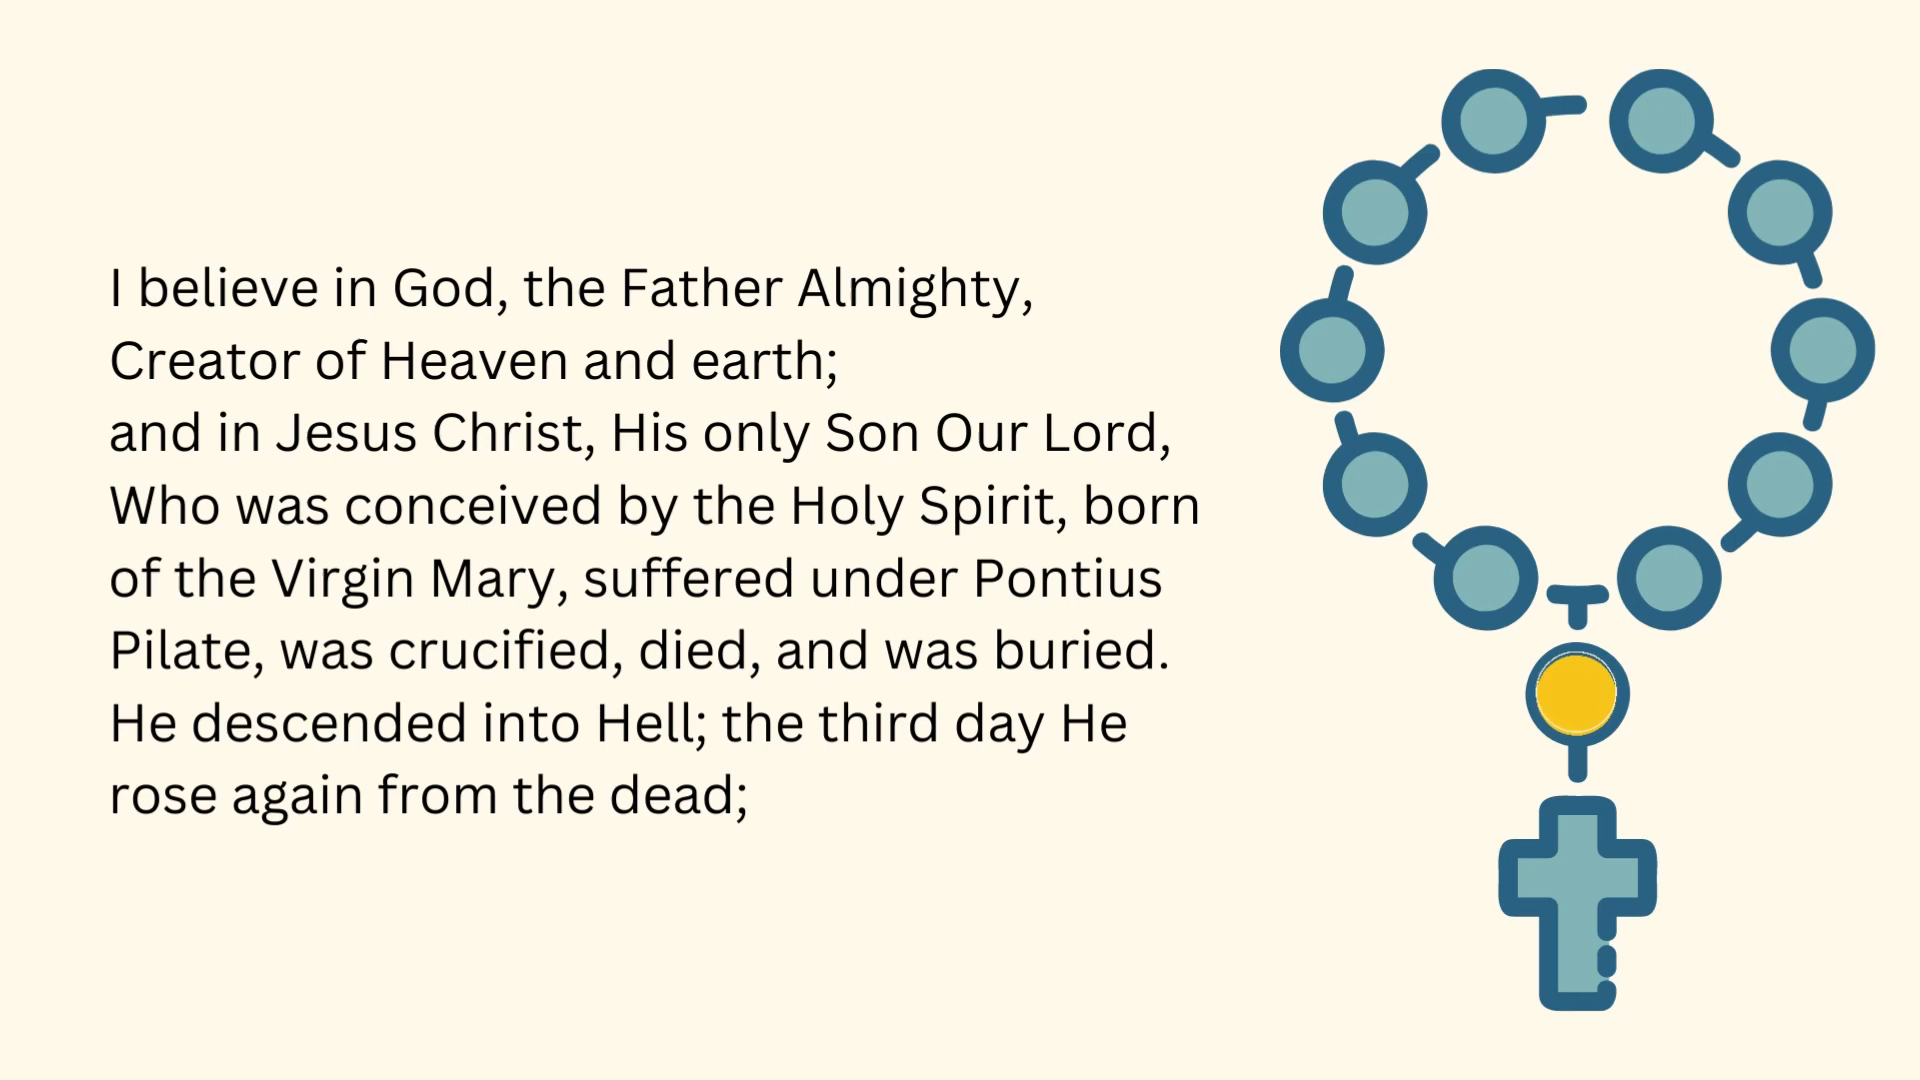 I believe in God, the Father Almighty,
Creator of Heaven and earth;
and in Jesus Christ, His only Son Our Lord,
Who was conceived by the Holy Spirit, born
of the Virgin Mary, suffered under Pontius
Pilate, was crucified, died, and was buried.
He descended into Hell; the third day He
rose again from the dead;